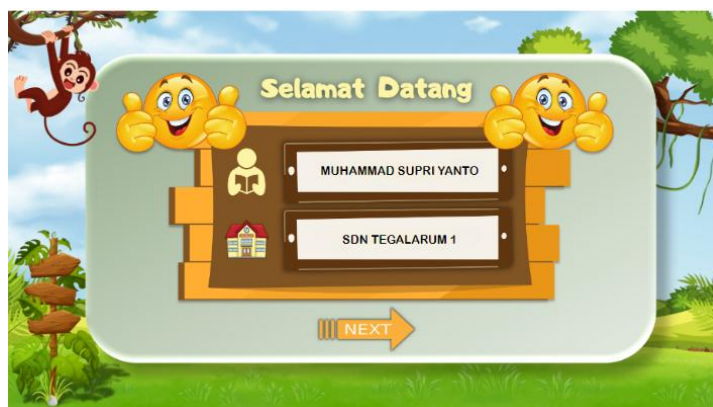 Selamat Datang
MUHAMMAD SUPRI YANTO
SDN TEGALARUM 1
NEXT